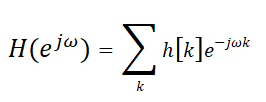 H(e^{jω}) = ∑_k h[k]e^{−jωk}